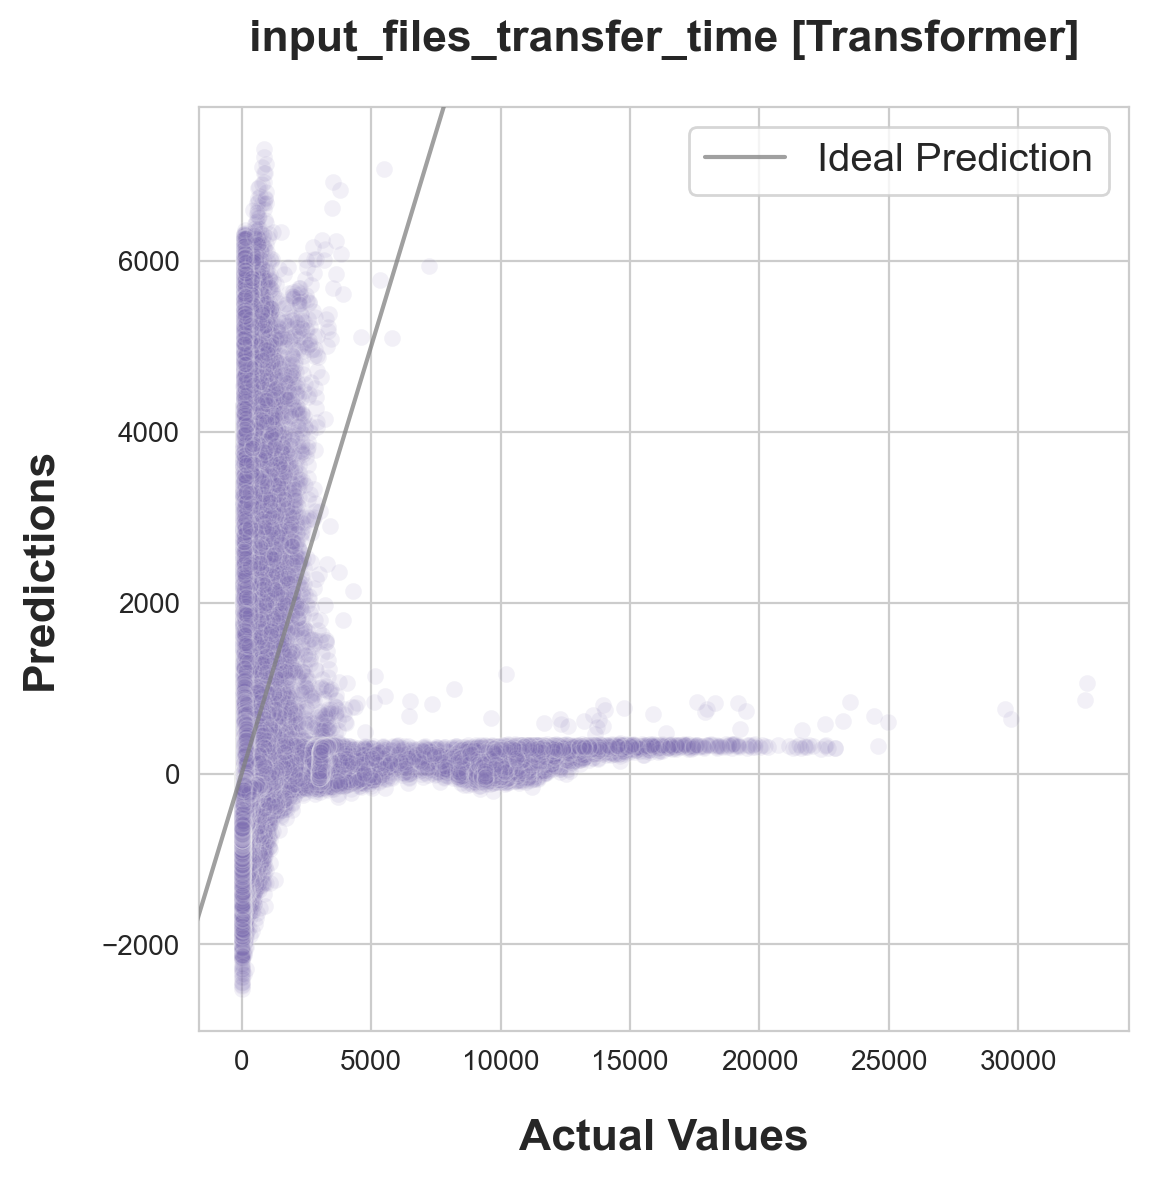 input_files_transfer_time [Transformer]
Ideal Prediction
6000
4000
2000
0
−2000
Predictions
0 5000 10000 15000 20000 25000 30000
Actual Values